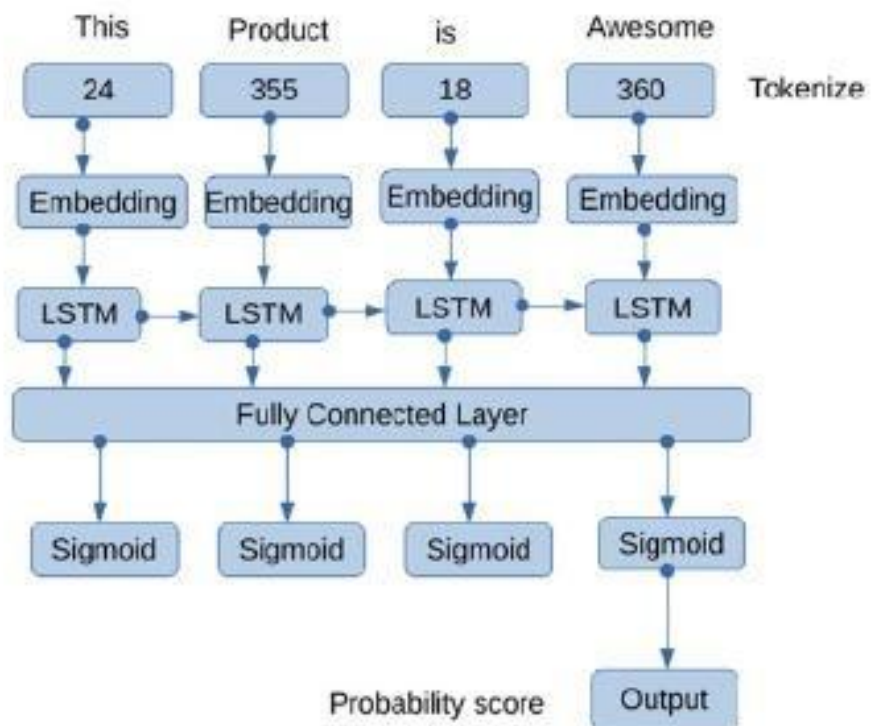 This Product is Awesome
24 355 18 360 Tokenize
Embedding Embedding Embedding Embedding
LSTM LSTM LSTM LSTM
Fully Connected Layer
Sigmoid Sigmoid Sigmoid Sigmoid
Probability score Output